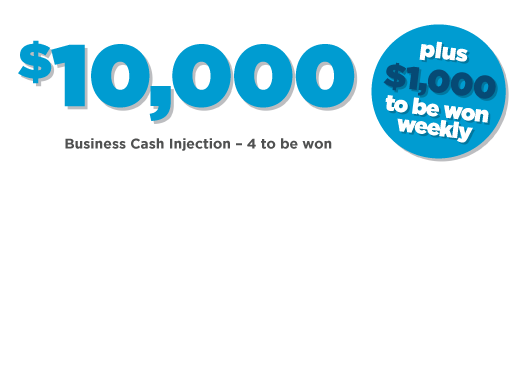 $10,000
Business Cash Injection – 4 to be won
plus
$1,000
to be won
weekly